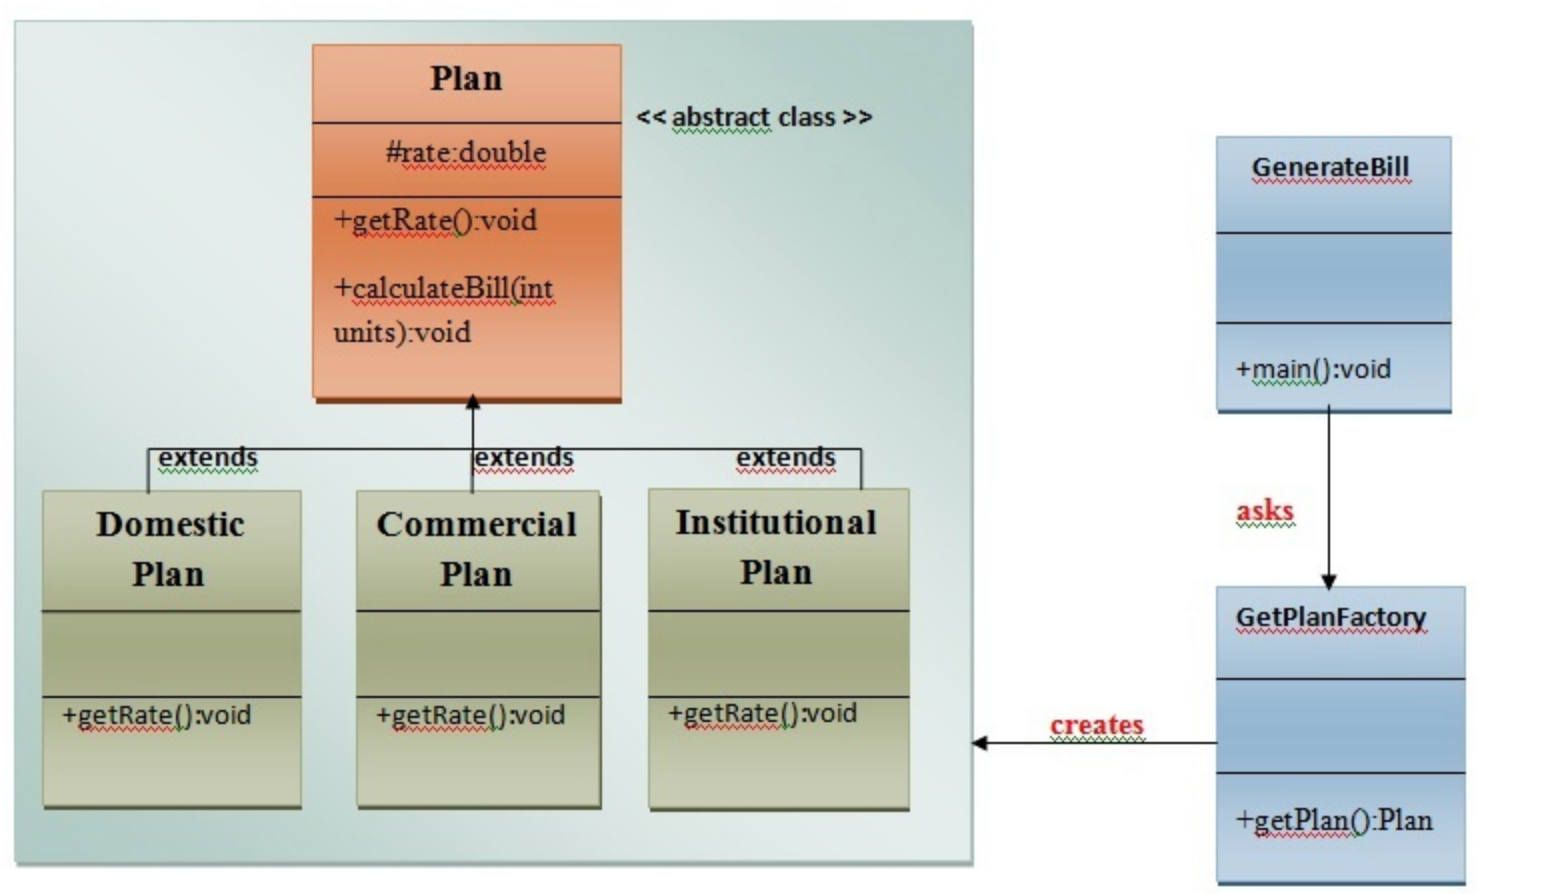 Plan
<< abstract class >>
#rate:double
+getRate():void
+calculateBill(int
units):void
extends
extends
extends
Domestic
Plan
+getRate():void
Commercial
Plan
+getRate():void
Institutional
Plan
+getRate():void
GenerateBill
+main():void
asks
GetPlanFactory
+getPlan():Plan
creates